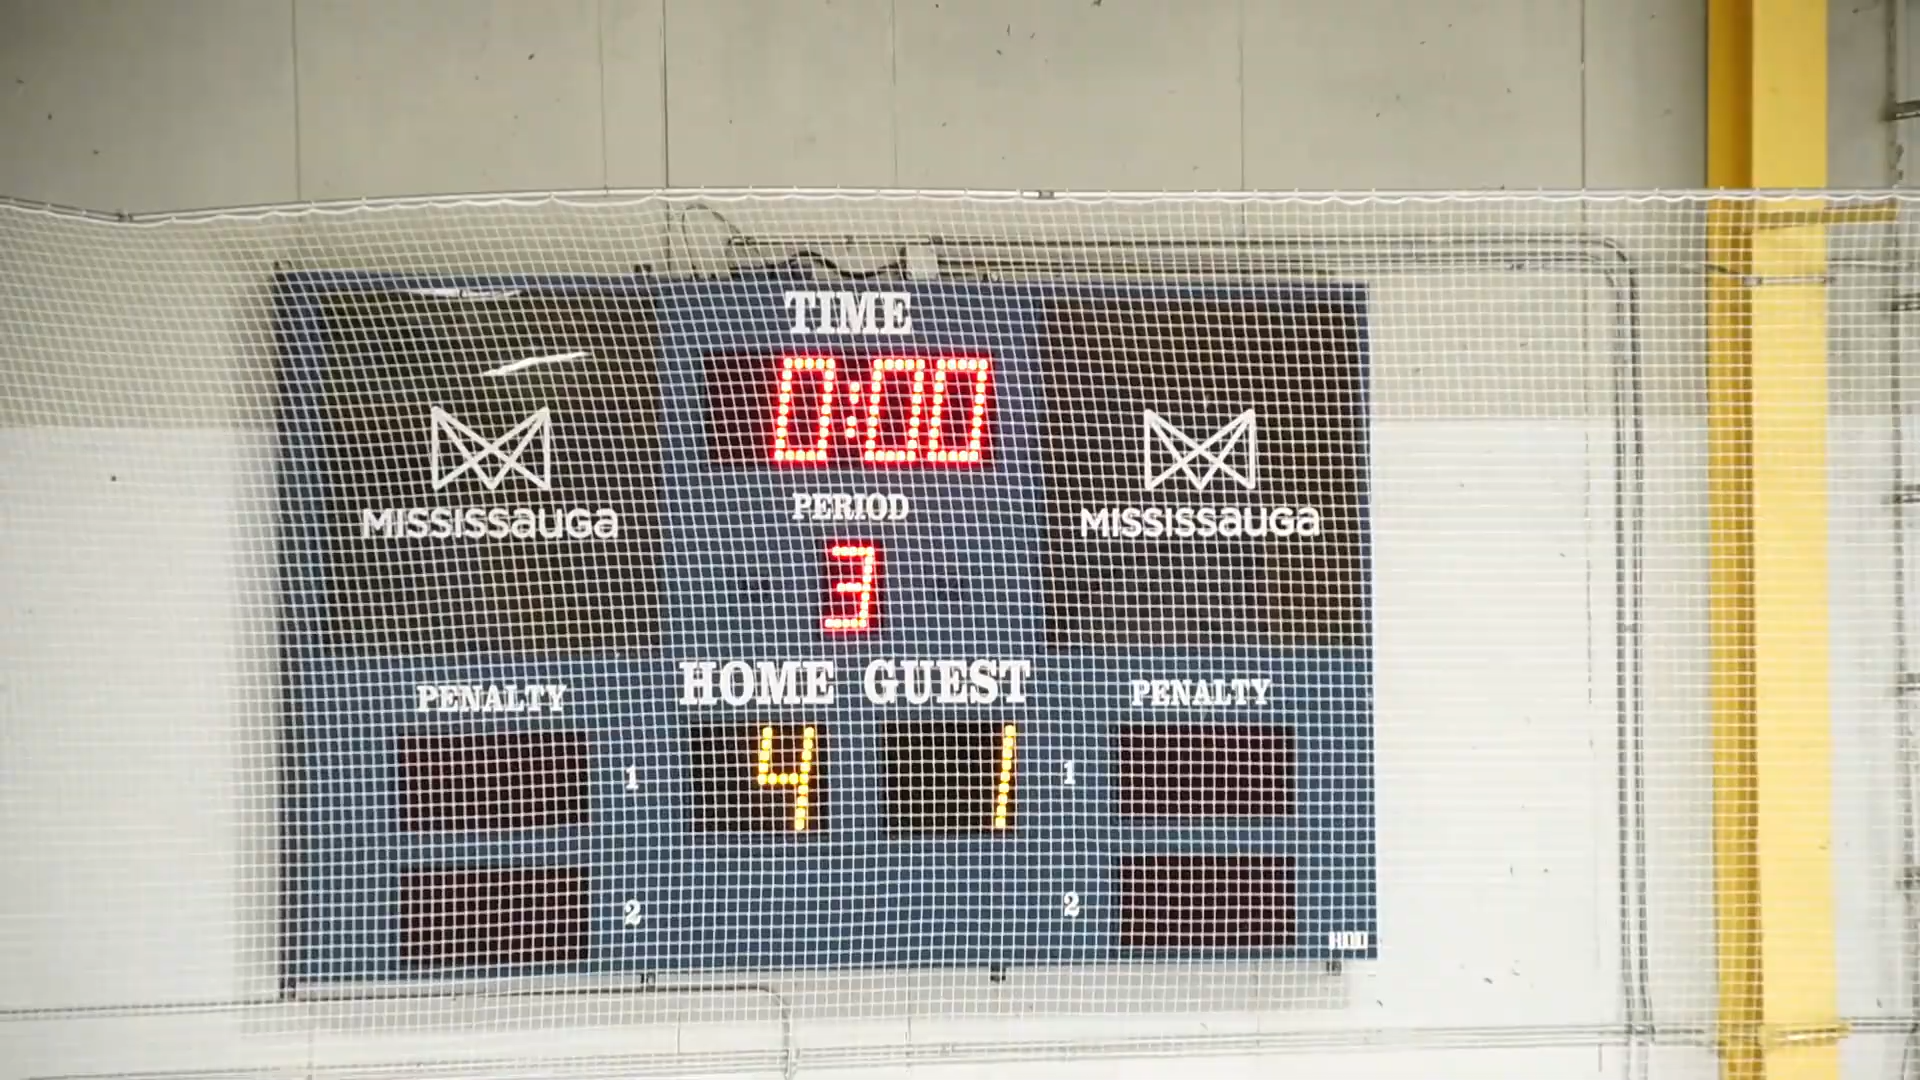 TIME
0:00
MISSISSAUGA
PERIOD
MISSISSAUGA
3
PENALTY
HOME GUEST
PENALTY
1
4
1
1
2
2